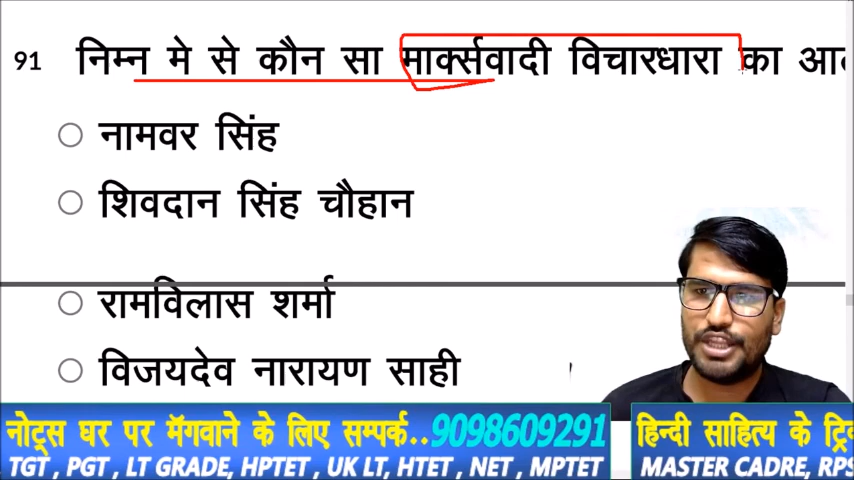 91 निम्न मे से कौन सा मार्क्सवादी विचारधारा का
नामवर सिंह
शिवदान सिंह चौहान
रामविलास शर्मा
विजयदेव नारायण साही
नोट्स घर पर मॅगवाने के लिए सम्पर्क..9098609291
हिन्दी साहित्य के
TGT , PGT , LT GRADE, HPTET , UK LT, HTET , NET , MPTET
MASTER CADRE, RPS